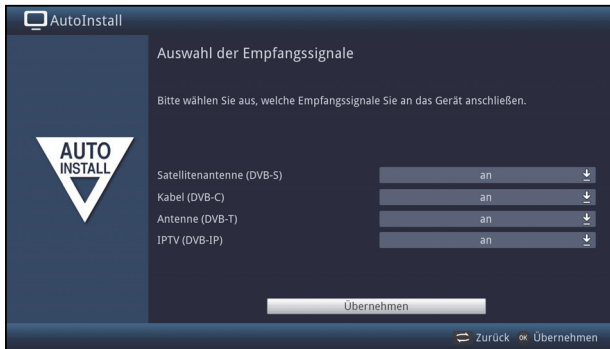 AutoInstall
Auswahl der Empfangssignale
Bitte wählen Sie aus, welche Empfangssignale Sie an das Gerät anschließen.
AUTO
INSTALL
Satellitenantenne (DVB-S) an
Kabel (DVB-C) an
Antenne (DVB-T) an
IPTV (DVB-IP) an
Übernehmen
Zurück OK Übernehmen